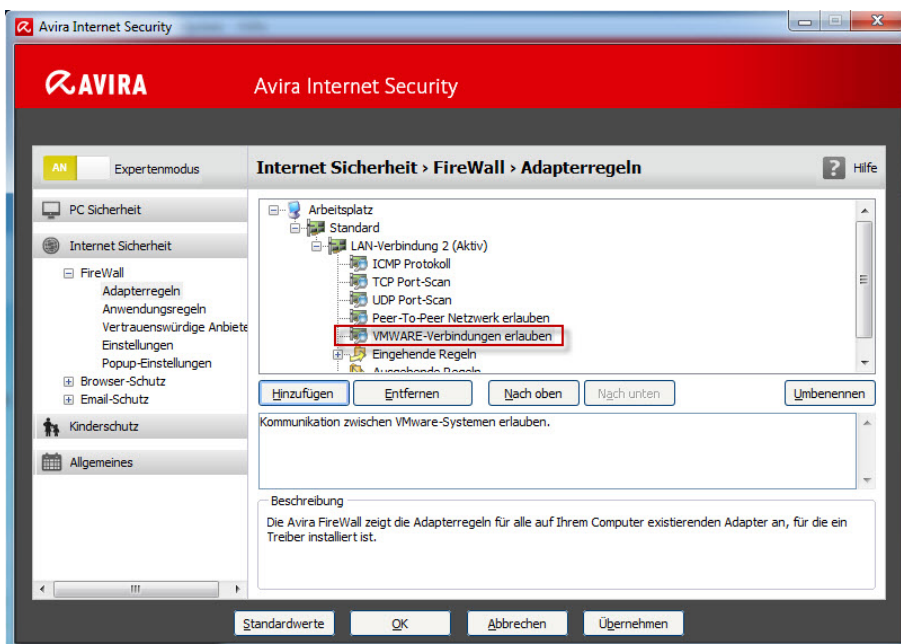 Avira Internet Security
AVIRA
Avira Internet Security
AN
Expertenmodus
Internet Sicherheit › FireWall › Adapterregeln
? Hilfe
PC Sicherheit
Internet Sicherheit
FireWall
Adapterregeln
Anwendungsregeln
Vertrauenswürdige Anbiete
Einstellungen
Popup-Einstellungen
Browser-Schutz
Email-Schutz
Kinderschutz
Allgemeines
Arbeitsplatz
Standard
LAN-Verbindung 2 (Aktiv)
ICMP Protokoll
TCP Port-Scan
UDP Port-Scan
Peer-To-Peer Netzwerk erlauben
VMWARE-Verbindungen erlauben
Eingehende Regeln
Ausgehende Regeln
Hinzufügen
Entfernen
Nach oben
Nach unten
Umbenennen
Kommunikation zwischen VMware-Systemen erlauben.
Beschreibung
Die Avira FireWall zeigt die Adapterregeln für alle auf Ihrem Computer existierenden Adapter an, für die ein
Treiber installiert ist.
Standardwerte
OK
Abbrechen
Übernehmen